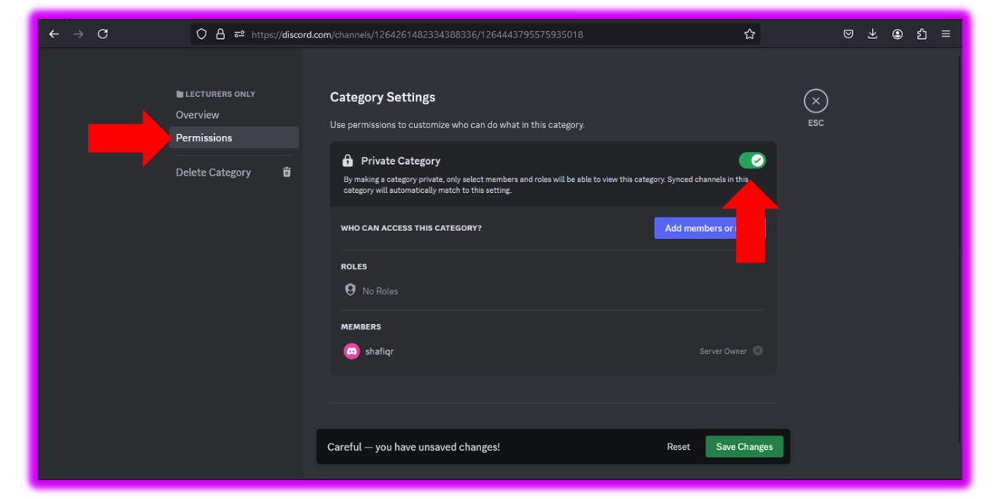 https://discord.com/channels/1264261482334388336/1264443795575935018
LECTURERS ONLY
Overview
Permissions
Delete Category
Category Settings
Use permissions to customize who can do what in this category.
ESC
Private Category
By making a category private, only select members and roles will be able to view this category. Synced channels in this
category will automatically match to this setting.
WHO CAN ACCESS THIS CATEGORY?
Add members or
ROLES
No Roles
MEMBERS
shafiqr
Server Owner
Careful — you have unsaved changes!
Reset
Save Changes